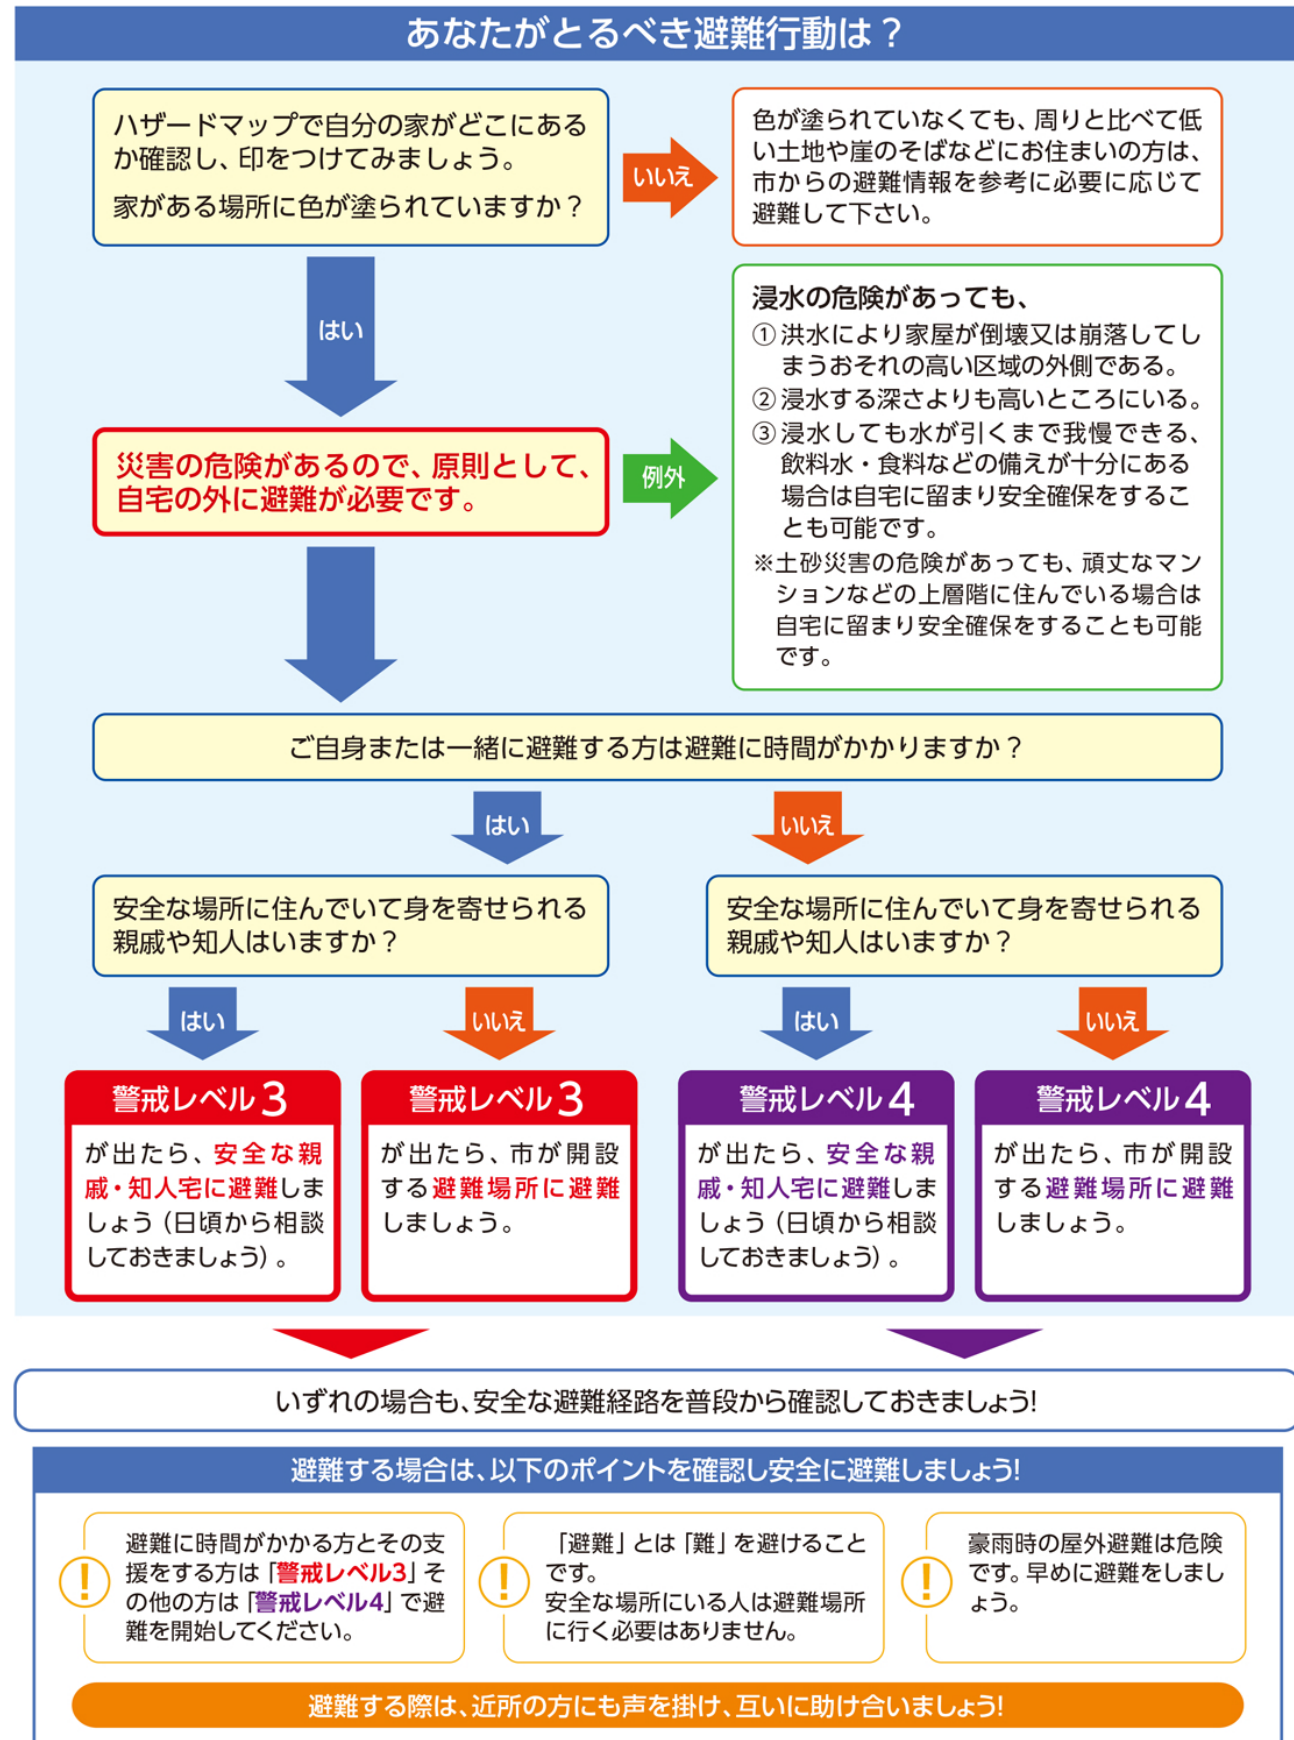 あなたがとるべき避難行動は？
ハザードマップで自分の家がどこにある
か確認し、印をつけてみましょう。
家がある場所に色が塗られていますか？
いいえ
色が塗られていなくても、周りと比べて低
い土地や崖のそばなどにお住まいの方は、
市からの避難情報を参考に必要に応じて
避難して下さい。
はい
災害の危険があるので、原則として、
自宅の外に避難が必要です。
例外
浸水の危険があっても、
①洪水により家屋が倒壊又は崩落してし
まうおそれの高い区域の外側である。
②浸水する深さよりも高いところにいる。
③浸水しても水が引くまで我慢できる、
飲料水・食料などの備えが十分にある
場合は自宅に留まり安全確保をするこ
とも可能です。
※土砂災害の危険があっても、頑丈なマン
ションなどの上層階に住んでいる場合は
自宅に留まり安全確保をすることも可能
です。
ご自身または一緒に避難する方は避難に時間がかかりますか？
はい
いいえ
安全な場所に住んでいて身を寄せられる
親戚や知人はいますか？
安全な場所に住んでいて身を寄せられる
親戚や知人はいますか？
はい
いいえ
はい
いいえ
警戒レベル3
が出たら、安全な親
戚・知人宅に避難しま
しょう（日頃から相談
しておきましょう）。
警戒レベル3
が出たら、市が開設
する避難場所に避難
しましょう。
警戒レベル4
が出たら、安全な親
戚・知人宅に避難しま
しょう（日頃から相談
しておきましょう）。
警戒レベル4
が出たら、市が開設
する避難場所に避難
しましょう。
いずれの場合も、安全な避難経路を普段から確認しておきましょう!
避難する場合は、以下のポイントを確認し安全に避難しましょう!
!
避難に時間がかかる方とその支
援をする方は「警戒レベル3」そ
の他の方は「警戒レベル4」で避
難を開始してください。
!
「避難」とは「難」を避けること
です。
安全な場所にいる人は避難場所
に行く必要はありません。
!
豪雨時の屋外避難は危険
です。早めに避難をしまし
ょう。
避難する際は、近所の方にも声を掛け、互いに助け合いましょう!